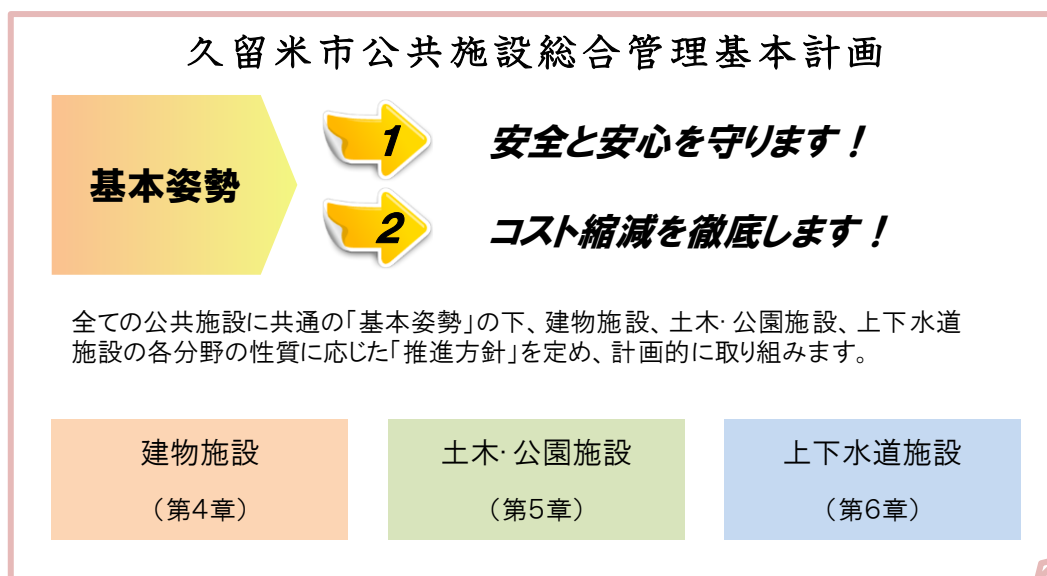 久留米市公共施設総合管理基本計画
基本姿勢
1 安全と安心を守ります！
2 コスト縮減を徹底します！
全ての公共施設に共通の「基本姿勢」の下、建物施設、土木・公園施設、上下水道
施設の各分野の性質に応じた「推進方針」を定め、計画的に取り組みます。
建物施設
（第4章）
土木・公園施設
（第5章）
上下水道施設
（第6章）